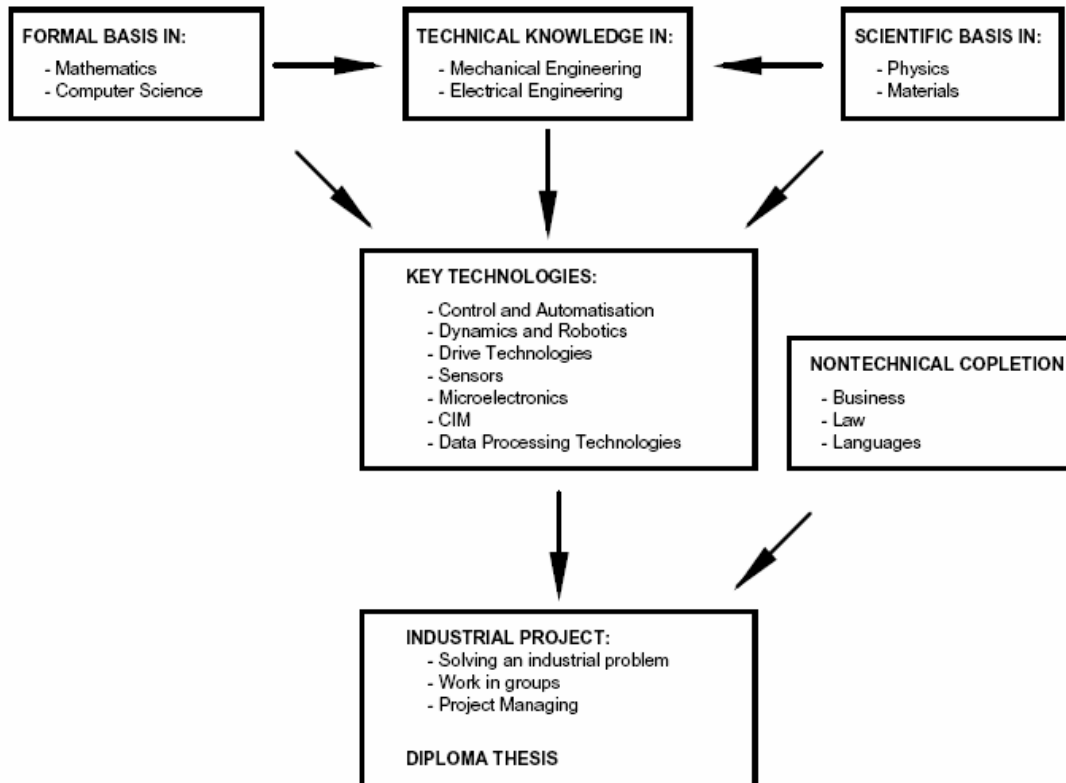 FORMAL BASIS IN:
- Mathematics
- Computer Science
TECHNICAL KNOWLEDGE IN:
- Mechanical Engineering
- Electrical Engineering
SCIENTIFIC BASIS IN:
- Physics
- Materials
KEY TECHNOLOGIES:
- Control and Automatisation
- Dynamics and Robotics
- Drive Technologies
- Sensors
- Microelectronics
- CIM
- Data Processing Technologies
NONTECHNICAL COPLETION
- Business
- Law
- Languages
INDUSTRIAL PROJECT:
- Solving an industrial problem
- Work in groups
- Project Managing
DIPLOMA THESIS